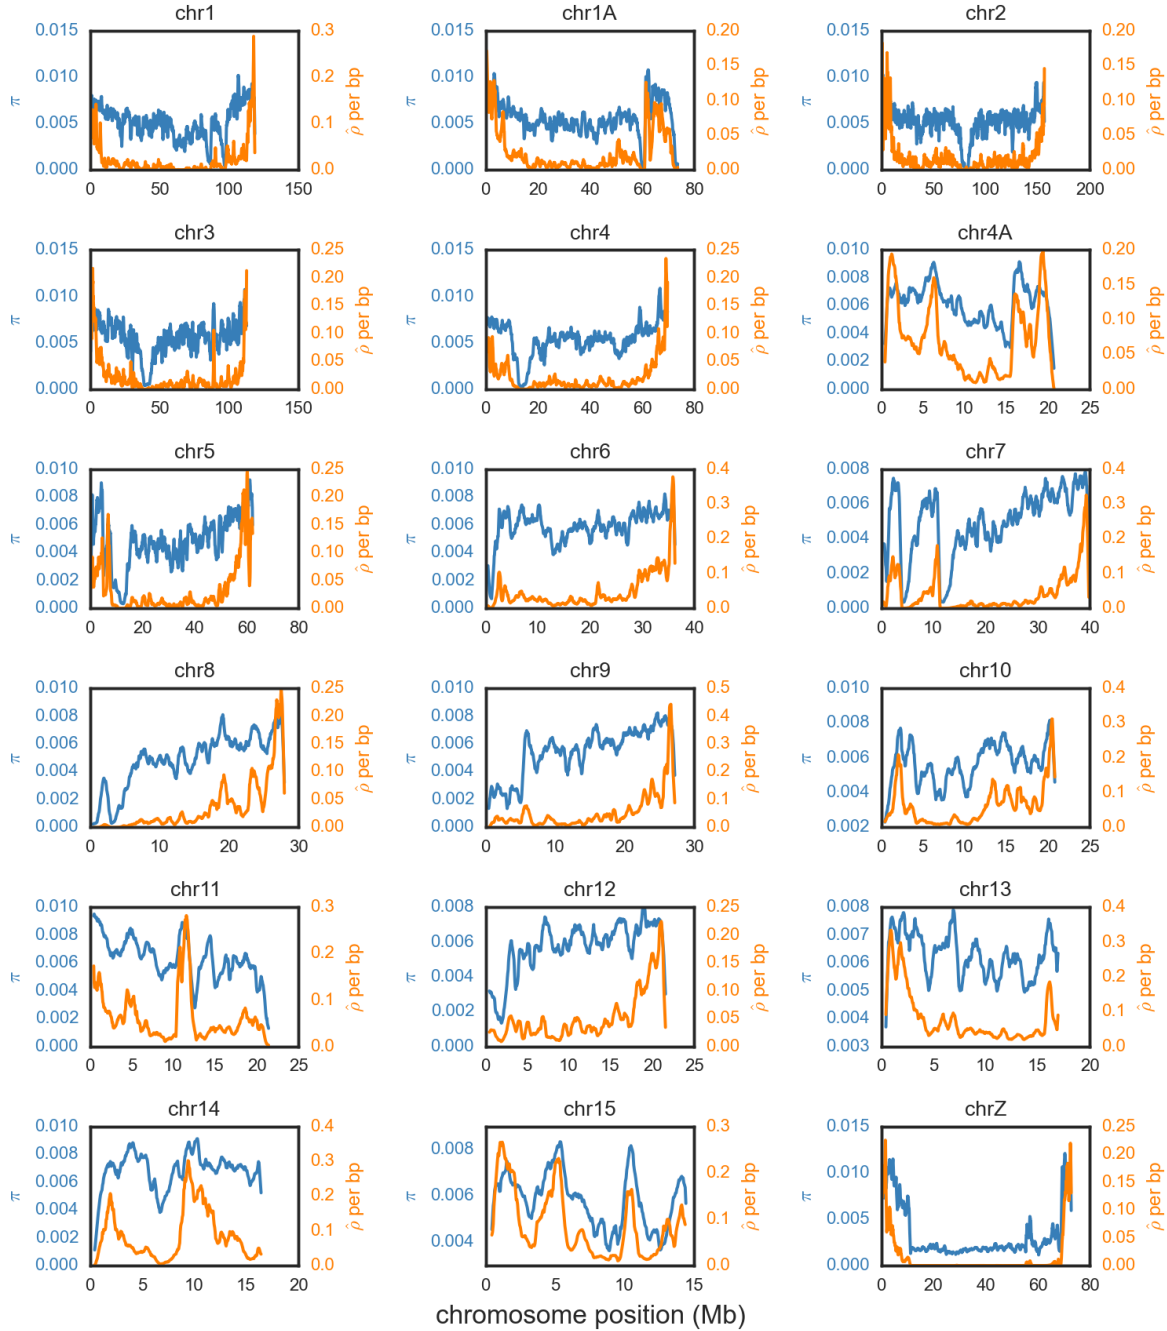 chr1
0.015
0.010
0.005
0.000
π
0.3
0.2
0.1
0.0
ρ̂ per bp
0 50 100 150
chr1A
0.015
0.010
0.005
0.000
π
0.20
0.15
0.10
0.05
0.00
ρ̂ per bp
0 20 40 60 80
chr2
0.015
0.010
0.005
0.000
π
0.20
0.15
0.10
0.05
0.00
ρ̂ per bp
0 50 100 150 200
chr3
0.015
0.010
0.005
0.000
π
0.25
0.20
0.15
0.10
0.05
0.00
ρ̂ per bp
0 50 100 150
chr4
0.015
0.010
0.005
0.000
π
0.25
0.20
0.15
0.10
0.05
0.00
ρ̂ per bp
0 20 40 60 80
chr4A
0.010
0.008
0.006
0.004
0.002
0.000
π
0.20
0.15
0.10
0.05
0.00
ρ̂ per bp
0 5 10 15 20 25
chr5
0.010
0.008
0.006
0.004
0.002
0.000
π
0.25
0.20
0.15
0.10
0.05
0.00
ρ̂ per bp
0 20 40 60 80
chr6
0.010
0.008
0.006
0.004
0.002
0.000
π
0.4
0.3
0.2
0.1
0.0
ρ̂ per bp
0 10 20 30 40
chr7
0.008
0.006
0.004
0.002
0.000
π
0.4
0.3
0.2
0.1
0.0
ρ̂ per bp
0 10 20 30 40
chr8
0.010
0.008
0.006
0.004
0.002
0.000
π
0.25
0.20
0.15
0.10
0.05
0.00
ρ̂ per bp
0 10 20 30
chr9
0.010
0.008
0.006
0.004
0.002
0.000
π
0.5
0.4
0.3
0.2
0.1
0.0
ρ̂ per bp
0 10 20 30
chr10
0.010
0.008
0.006
0.004
0.002
π
0.4
0.3
0.2
0.1
0.0
ρ̂ per bp
0 5 10 15 20 25
chr11
0.010
0.008
0.006
0.004
0.002
0.000
π
0.3
0.2
0.1
0.0
ρ̂ per bp
0 5 10 15 20 25
chr12
0.008
0.006
0.004
0.002
0.000
π
0.25
0.20
0.15
0.10
0.05
0.00
ρ̂ per bp
0 5 10 15 20 25
chr13
0.008
0.007
0.006
0.005
0.004
0.003
π
0.4
0.3
0.2
0.1
0.0
ρ̂ per bp
0 5 10 15 20
chr14
0.010
0.008
0.006
0.004
0.002
0.000
π
0.4
0.3
0.2
0.1
0.0
ρ̂ per bp
0 5 10 15 20
chr15
0.008
0.006
0.004
π
0.3
0.2
0.1
0.0
ρ̂ per bp
0 5 10 15
chrZ
0.015
0.010
0.005
0.000
π
0.25
0.20
0.15
0.10
0.05
0.00
ρ̂ per bp
0 20 40 60 80
chromosome position (Mb)